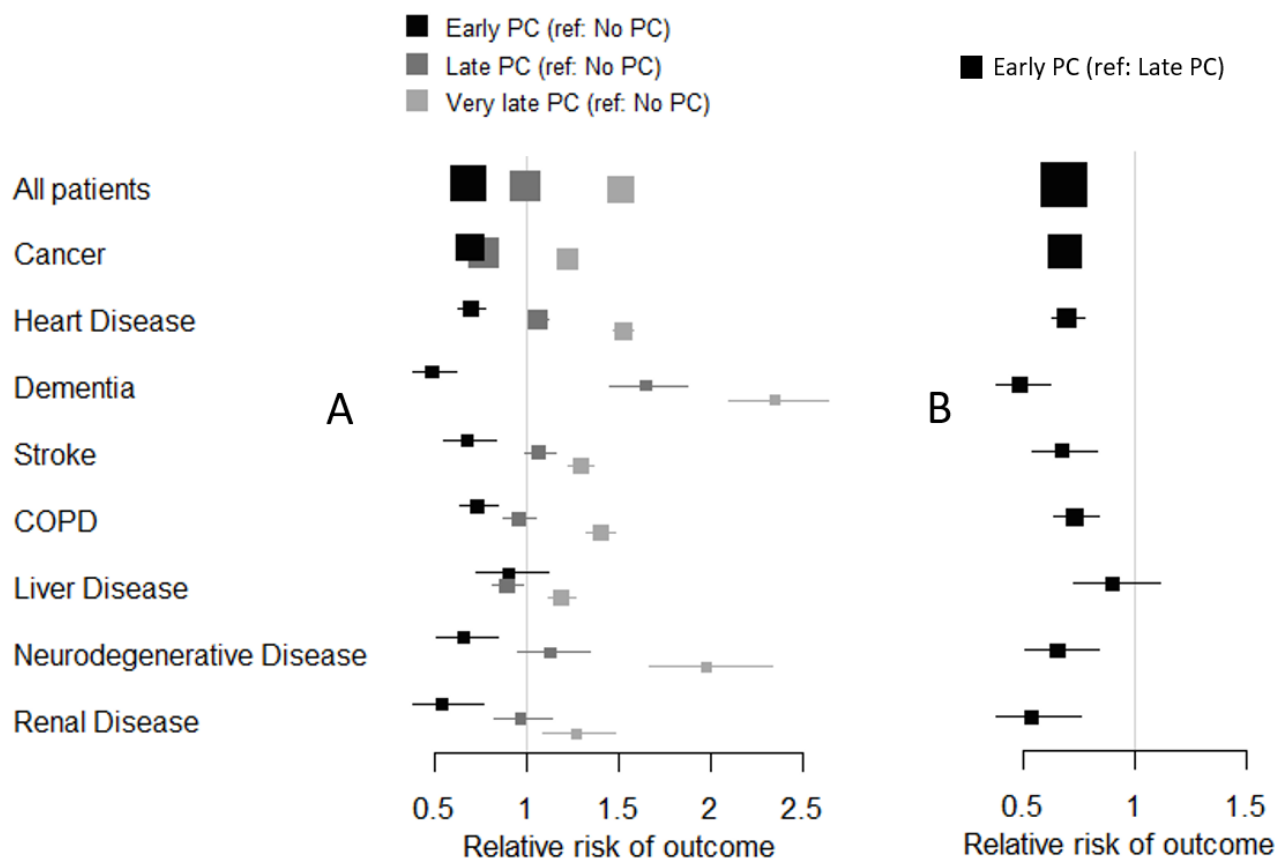 Early PC (ref: No PC)
Late PC (ref: No PC)
Very late PC (ref: No PC)
Early PC (ref: Late PC)
All patients
Cancer
Heart Disease
Dementia
A
B
Stroke
COPD
Liver Disease
Neurodegenerative Disease
Renal Disease
0.5 1 1.5 2 2.5
Relative risk of outcome
0.5 1 1.5
Relative risk of outcome